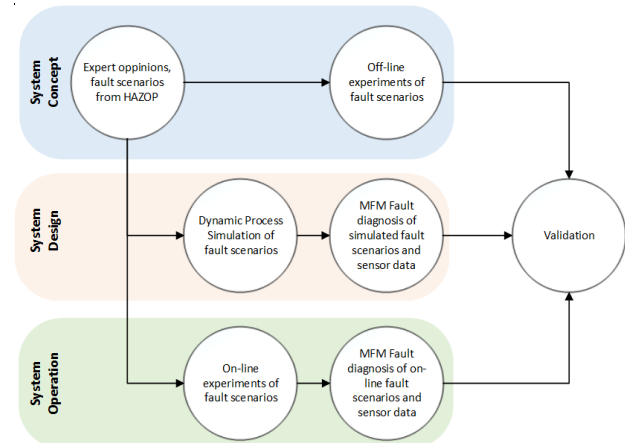 System
Concept
Expert oppinions,
fault scenarios
from HAZOP
Off-line
experiments of
fault scenarios
System
Design
Dynamic Process
Simulation of
fault scenarios
MFM Fault
diagnosis of
simulated fault
scenarios and
sensor data
Validation
System
Operation
On-line
experiments of
fault scenarios
MFM Fault
diagnosis of on-
line fault
scenarios and
sensor data